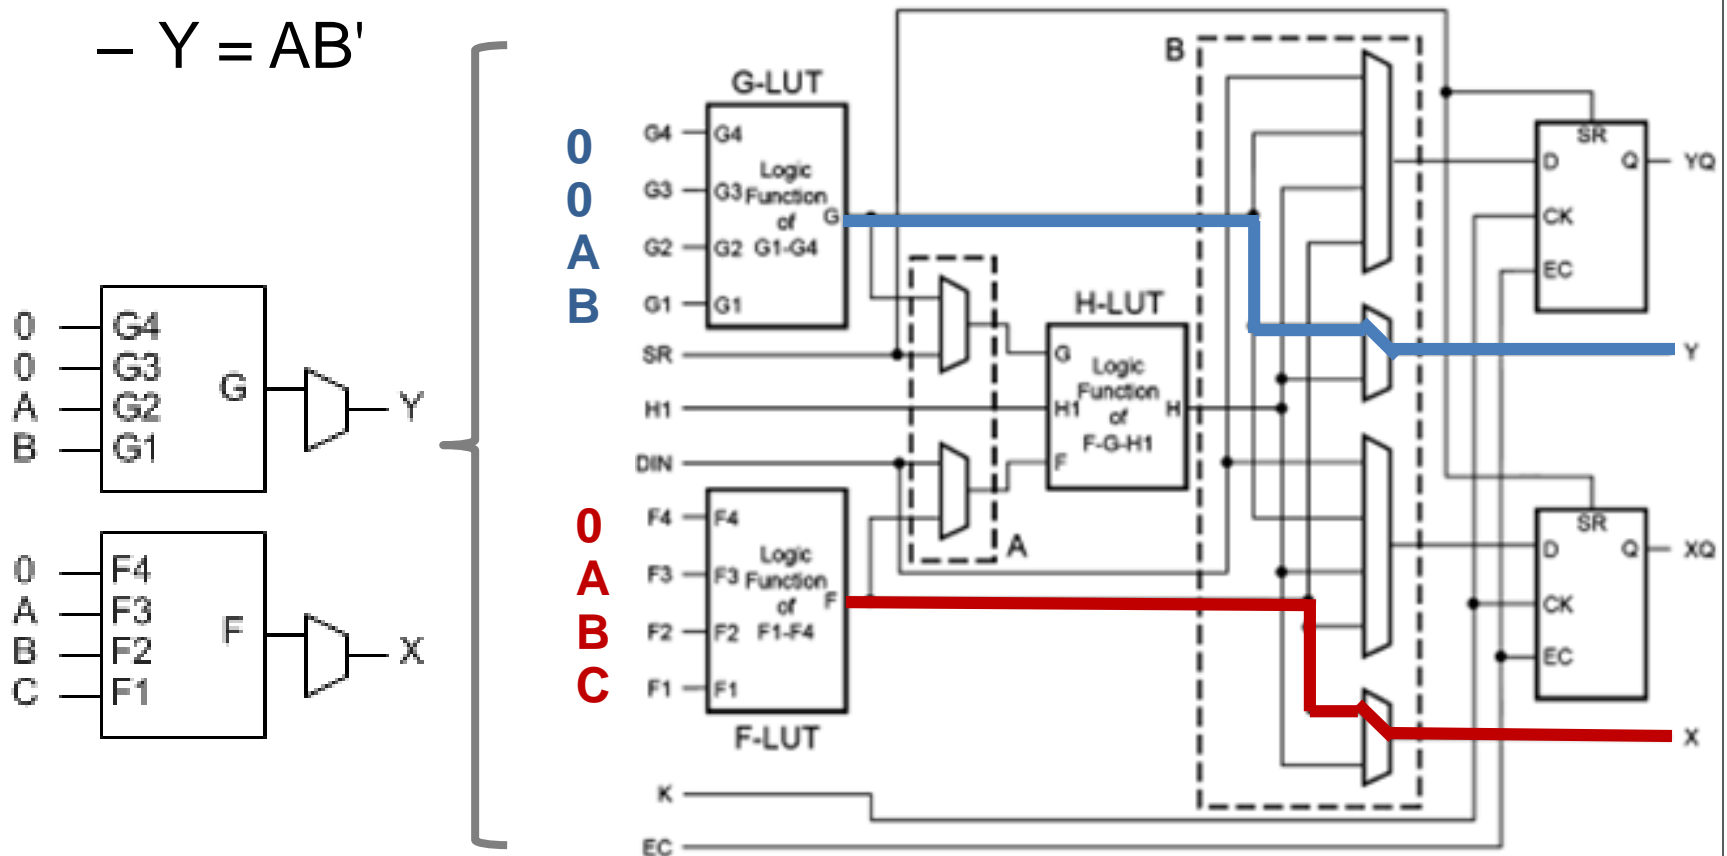 – Y = AB'
0 G4
0 G3
A G2
B G1
G
Y
0 F4
A F3
B F2
C F1
F
X
0
0
A
B
0
A
B
C
G-LUT
G4 G4
G3 G3
G2 G2
G1 G1
Logic
Function
of
G1-G4
G
SR
H1
DIN
F4 F4
F3 F3
F2 F2
F1 F1
Logic
Function
of
F1-F4
F
F-LUT
K
EC
A
H-LUT
G
H1
F
Logic
Function
of
F-G-H1
H
B
SR
D Q YQ
CK
EC
Y
SR
D Q XQ
CK
EC
X